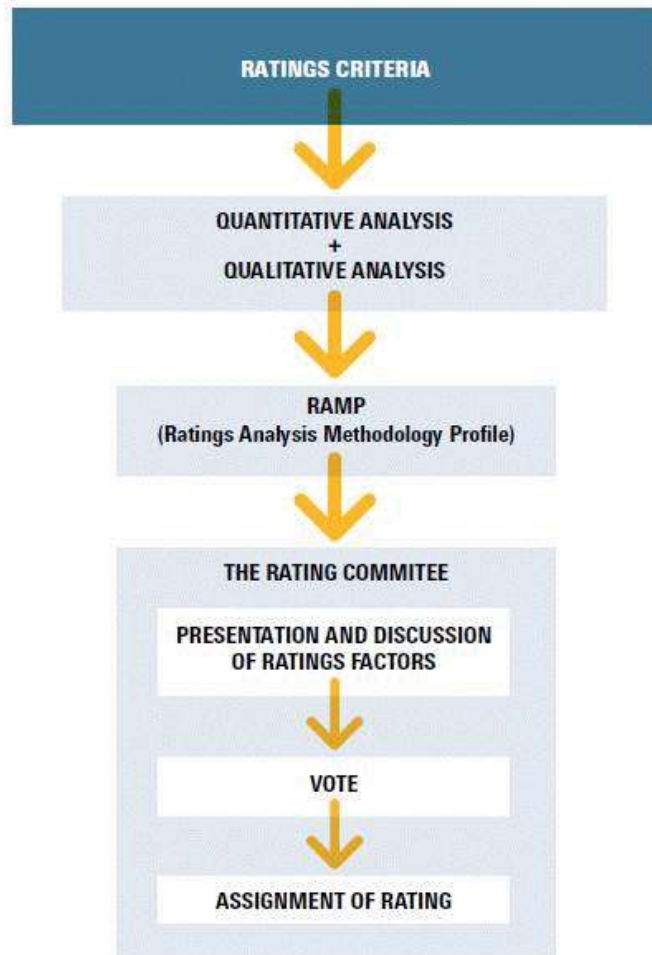 RATINGS CRITERIA
QUANTITATIVE ANALYSIS
+
QUALITATIVE ANALYSIS
RAMP
(Ratings Analysis Methodology Profile)
THE RATING COMMITEE
PRESENTATION AND DISCUSSION
OF RATINGS FACTORS
VOTE
ASSIGNMENT OF RATING